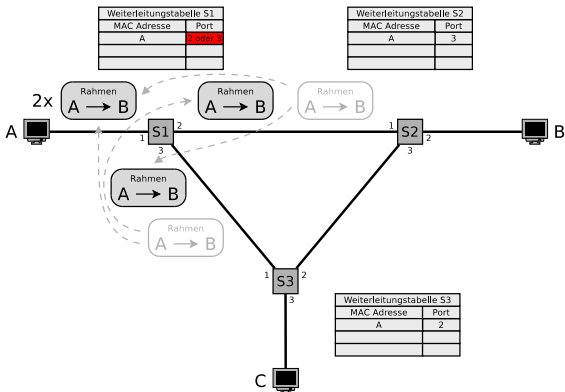 Weiterleitungstabelle S1
MAC Adresse Port
A 2 oder 3
Weiterleitungstabelle S2
MAC Adresse Port
A 3
2x
Rahmen
A → B
Rahmen
A → B
Rahmen
A → B
A
1
S1
2
3
1
S2
2
3
B
Rahmen
A → B
Rahmen
A → B
1
S3
2
3
Weiterleitungstabelle S3
MAC Adresse Port
A 2
C